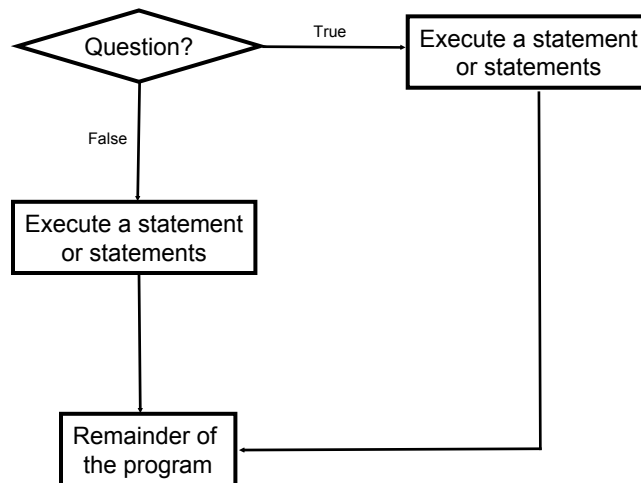 Question?
True
Execute a statement
or statements
False
Execute a statement
or statements
Remainder of
the program